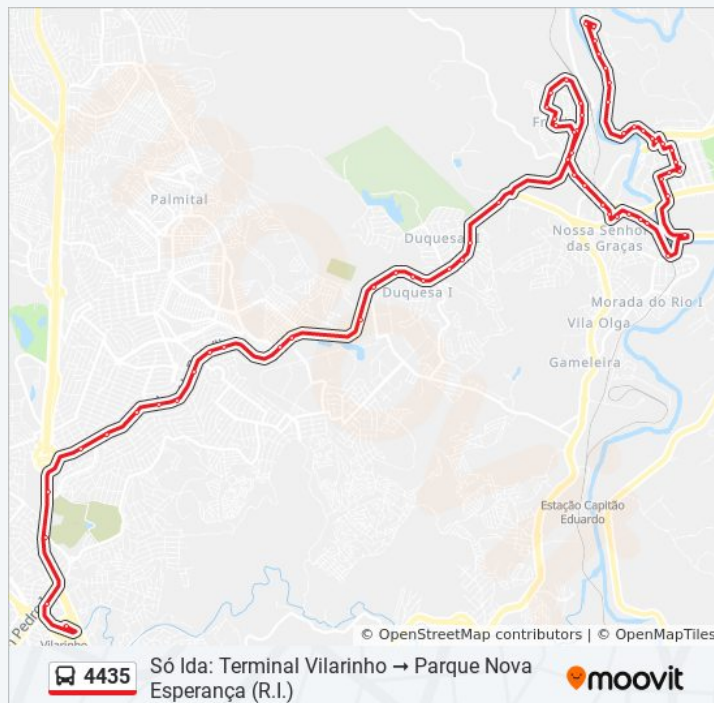 Palmital
Duquesa II
Duquesa I
Nossa Senhora
das Graças
Morada do Rio I
Vila Olga
Gameleira
Estação Capitão
Eduardo
© OpenStreetMap contributors | © OpenMapTiles
4435
Só Ida: Terminal Vilarinho → Parque Nova
Esperança (R.I.)
moovit